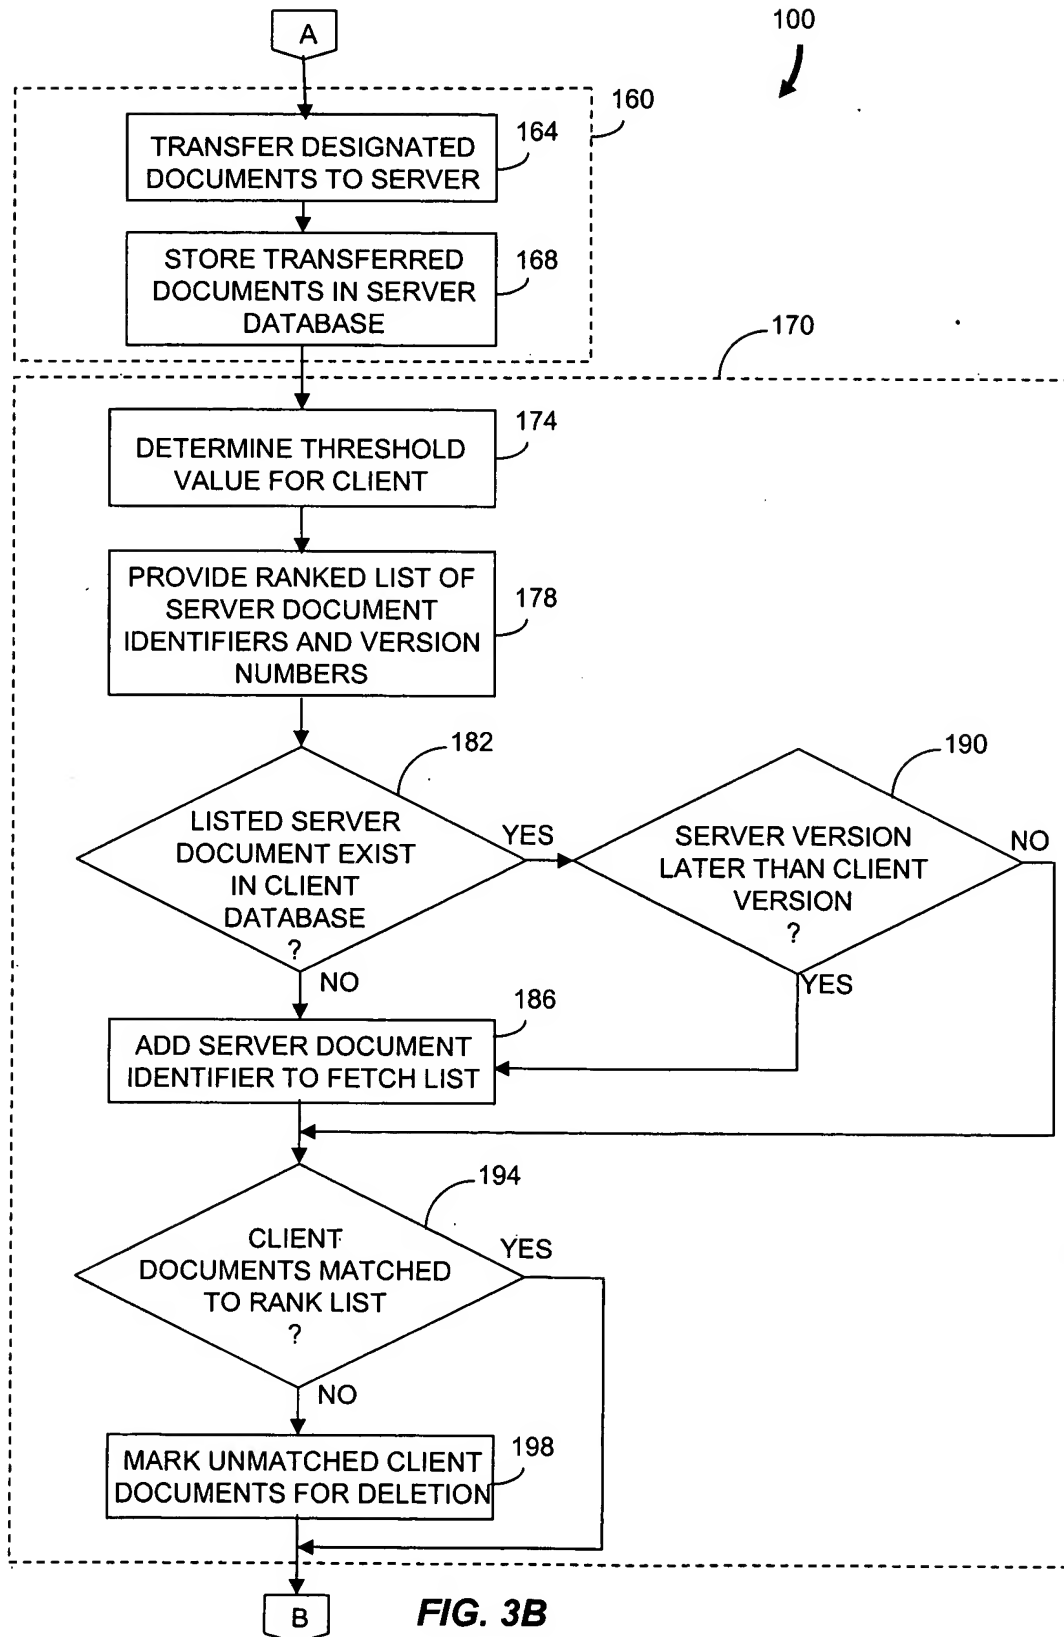 A
100
160
TRANSFER DESIGNATED
DOCUMENTS TO SERVER
164
STORE TRANSFERRED
DOCUMENTS IN SERVER
DATABASE
168
170
DETERMINE THRESHOLD
VALUE FOR CLIENT
174
PROVIDE RANKED LIST OF
SERVER DOCUMENT
IDENTIFIERS AND VERSION
NUMBERS
178
182
LISTED SERVER
DOCUMENT EXIST
IN CLIENT
DATABASE
?
YES
NO
190
SERVER VERSION
LATER THAN CLIENT
VERSION
?
NO
YES
186
ADD SERVER DOCUMENT
IDENTIFIER TO FETCH LIST
194
CLIENT
DOCUMENTS MATCHED
TO RANK LIST
?
YES
NO
MARK UNMATCHED CLIENT
DOCUMENTS FOR DELETION
198
B
FIG. 3B